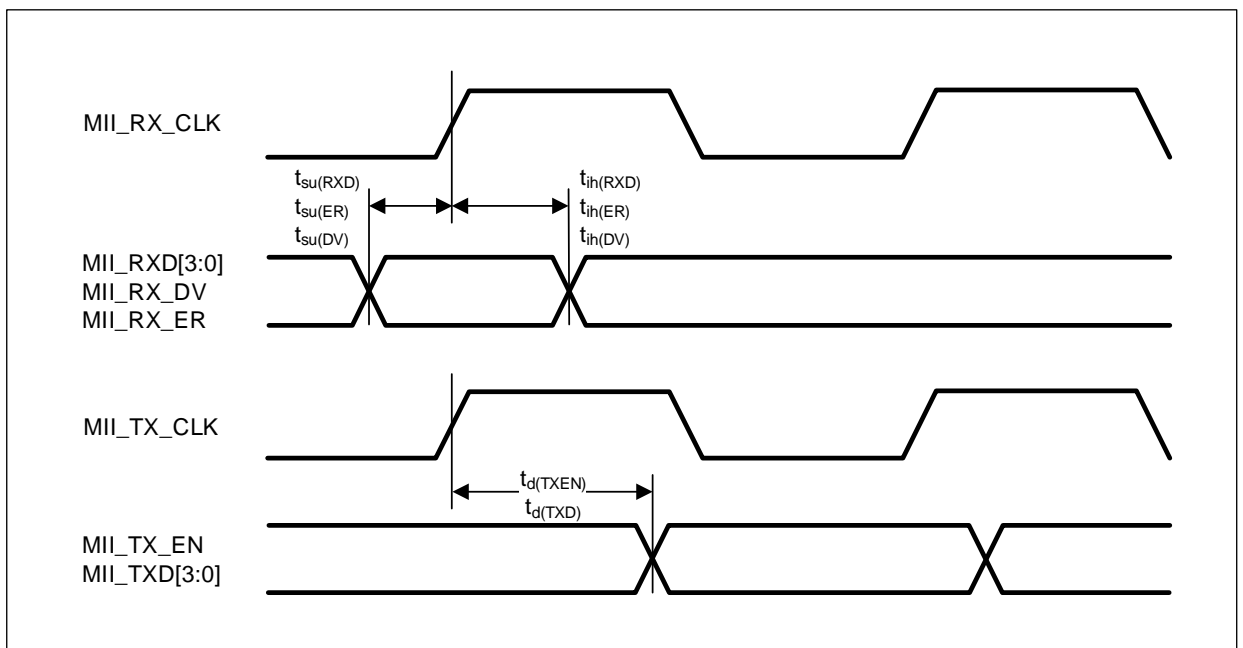 MII_RX_CLK
tsu(RXD)
tsu(ER)
tsu(DV)
tih(RXD)
tih(ER)
tih(DV)
MII_RXD[3:0]
MII_RX_DV
MII_RX_ER
MII_TX_CLK
td(TXEN)
td(TXD)
MII_TX_EN
MII_TXD[3:0]